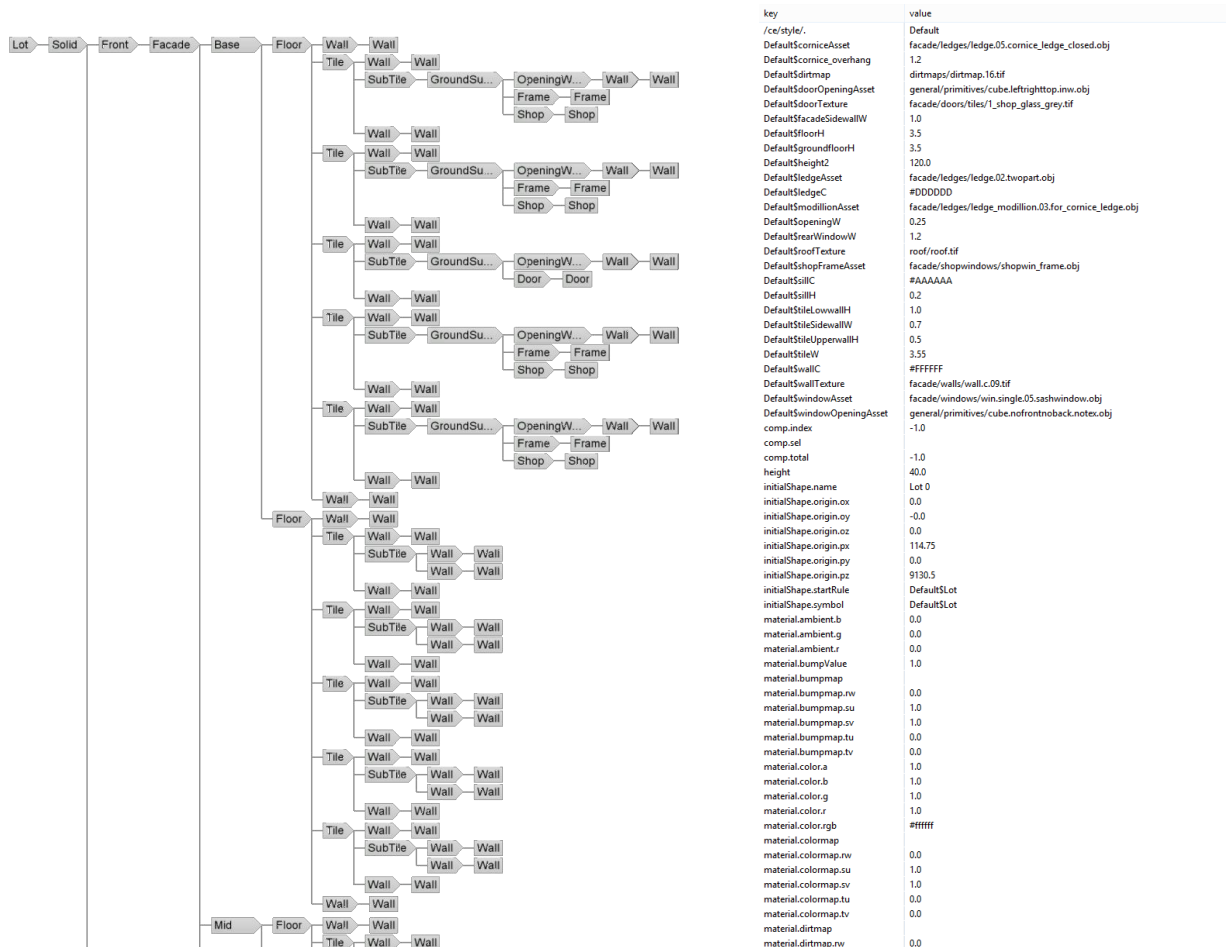 Lot Solid Front Facade Base Floor Wall Wall
Tile Wall Wall
SubTile GroundSu... OpeningW... Wall Wall
Frame Frame
Shop Shop
Wall Wall
Tile Wall Wall
SubTile GroundSu... OpeningW... Wall Wall
Frame Frame
Shop Shop
Wall Wall
Tile Wall Wall
SubTile GroundSu... OpeningW... Wall Wall
Door Door
Wall Wall
Tile Wall Wall
SubTile GroundSu... OpeningW... Wall Wall
Frame Frame
Shop Shop
Wall Wall
Tile Wall Wall
SubTile GroundSu... OpeningW... Wall Wall
Frame Frame
Shop Shop
Wall Wall
Wall Wall
Floor Wall Wall
Tile Wall Wall
SubTile Wall Wall
Wall Wall
Wall Wall
Tile Wall Wall
SubTile Wall Wall
Wall Wall
Wall Wall
Tile Wall Wall
SubTile Wall Wall
Wall Wall
Wall Wall
Tile Wall Wall
SubTile Wall Wall
Wall Wall
Wall Wall
Tile Wall Wall
SubTile Wall Wall
Wall Wall
Wall Wall
Wall Wall
Mid Floor Wall Wall
Tile Wall Wall
key value
/ce/style/. Default
Default$corniceAsset facade/ledges/ledge.05.cornice_ledge_closed.obj
Default$cornice_overhang 1.2
Default$dirtmap dirtmaps/dirtmap.16.tif
Default$doorOpeningAsset general/primitives/cube.leftrighttop.inw.obj
Default$doorTexture facade/doors/tiles/1_shop_glass_grey.tif
Default$facadeSidewallW 1.0
Default$floorH 3.5
Default$groundfloorH 3.5
Default$height2 120.0
Default$ledgeAsset facade/ledges/ledge.02.twopart.obj
Default$ledgeC #DDDDDD
Default$modillionAsset facade/ledges/ledge_modillion.03.for_cornice_ledge.obj
Default$openingW 0.25
Default$rearWindowW 1.2
Default$roofTexture roof/roof.tif
Default$shopFrameAsset facade/shopwindows/shopwin_frame.obj
Default$sillC #AAAAAA
Default$sillH 0.2
Default$tileLowwallH 1.0
Default$tileSidewallW 0.7
Default$tileUpperwallH 0.5
Default$tileW 3.55
Default$wallC #FFFFFF
Default$wallTexture facade/walls/wall.c.09.tif
Default$windowAsset facade/windows/win.single.05.sashwindow.obj
Default$windowOpeningAsset general/primitives/cube.nofrontnoback.notex.obj
comp.index -1.0
comp.sel
comp.total -1.0
height 40.0
initialShape.name Lot 0
initialShape.origin.ox 0.0
initialShape.origin.oy -0.0
initialShape.origin.oz 0.0
initialShape.origin.px 114.75
initialShape.origin.py 0.0
initialShape.origin.pz 9130.5
initialShape.startRule Default$Lot
initialShape.symbol Default$Lot
material.ambient.b 0.0
material.ambient.g 0.0
material.ambient.r 0.0
material.bumpValue 1.0
material.bumpmap
material.bumpmap.rw 0.0
material.bumpmap.su 1.0
material.bumpmap.sv 1.0
material.bumpmap.tu 0.0
material.bumpmap.tv 0.0
material.color.a 1.0
material.color.b 1.0
material.color.g 1.0
material.color.r 1.0
material.color.rgb #ffffff
material.colormap
material.colormap.rw 0.0
material.colormap.su 1.0
material.colormap.sv 1.0
material.colormap.tu 0.0
material.colormap.tv 0.0
material.dirtmap
material.dirtmap.rw 0.0